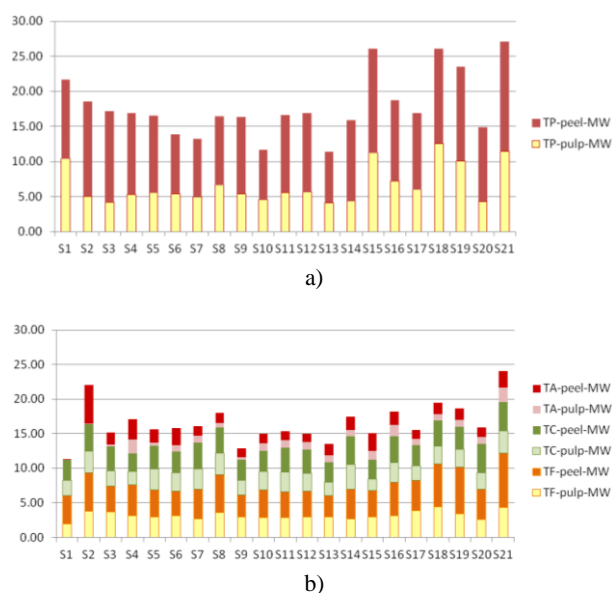 30.00
25.00
20.00
15.00
10.00
5.00
0.00
S1 S2 S3 S4 S5 S6 S7 S8 S9 S10 S11 S12 S13 S14 S15 S16 S17 S18 S19 S20 S21
TP-peel-MW
TP-pulp-MW
a)
30.00
25.00
20.00
15.00
10.00
5.00
0.00
S1 S2 S3 S4 S5 S6 S7 S8 S9 S10 S11 S12 S13 S14 S15 S16 S17 S18 S19 S20 S21
TA-peel-MW
TA-pulp-MW
TC-peel-MW
TC-pulp-MW
TF-peel-MW
TF-pulp-MW
b)